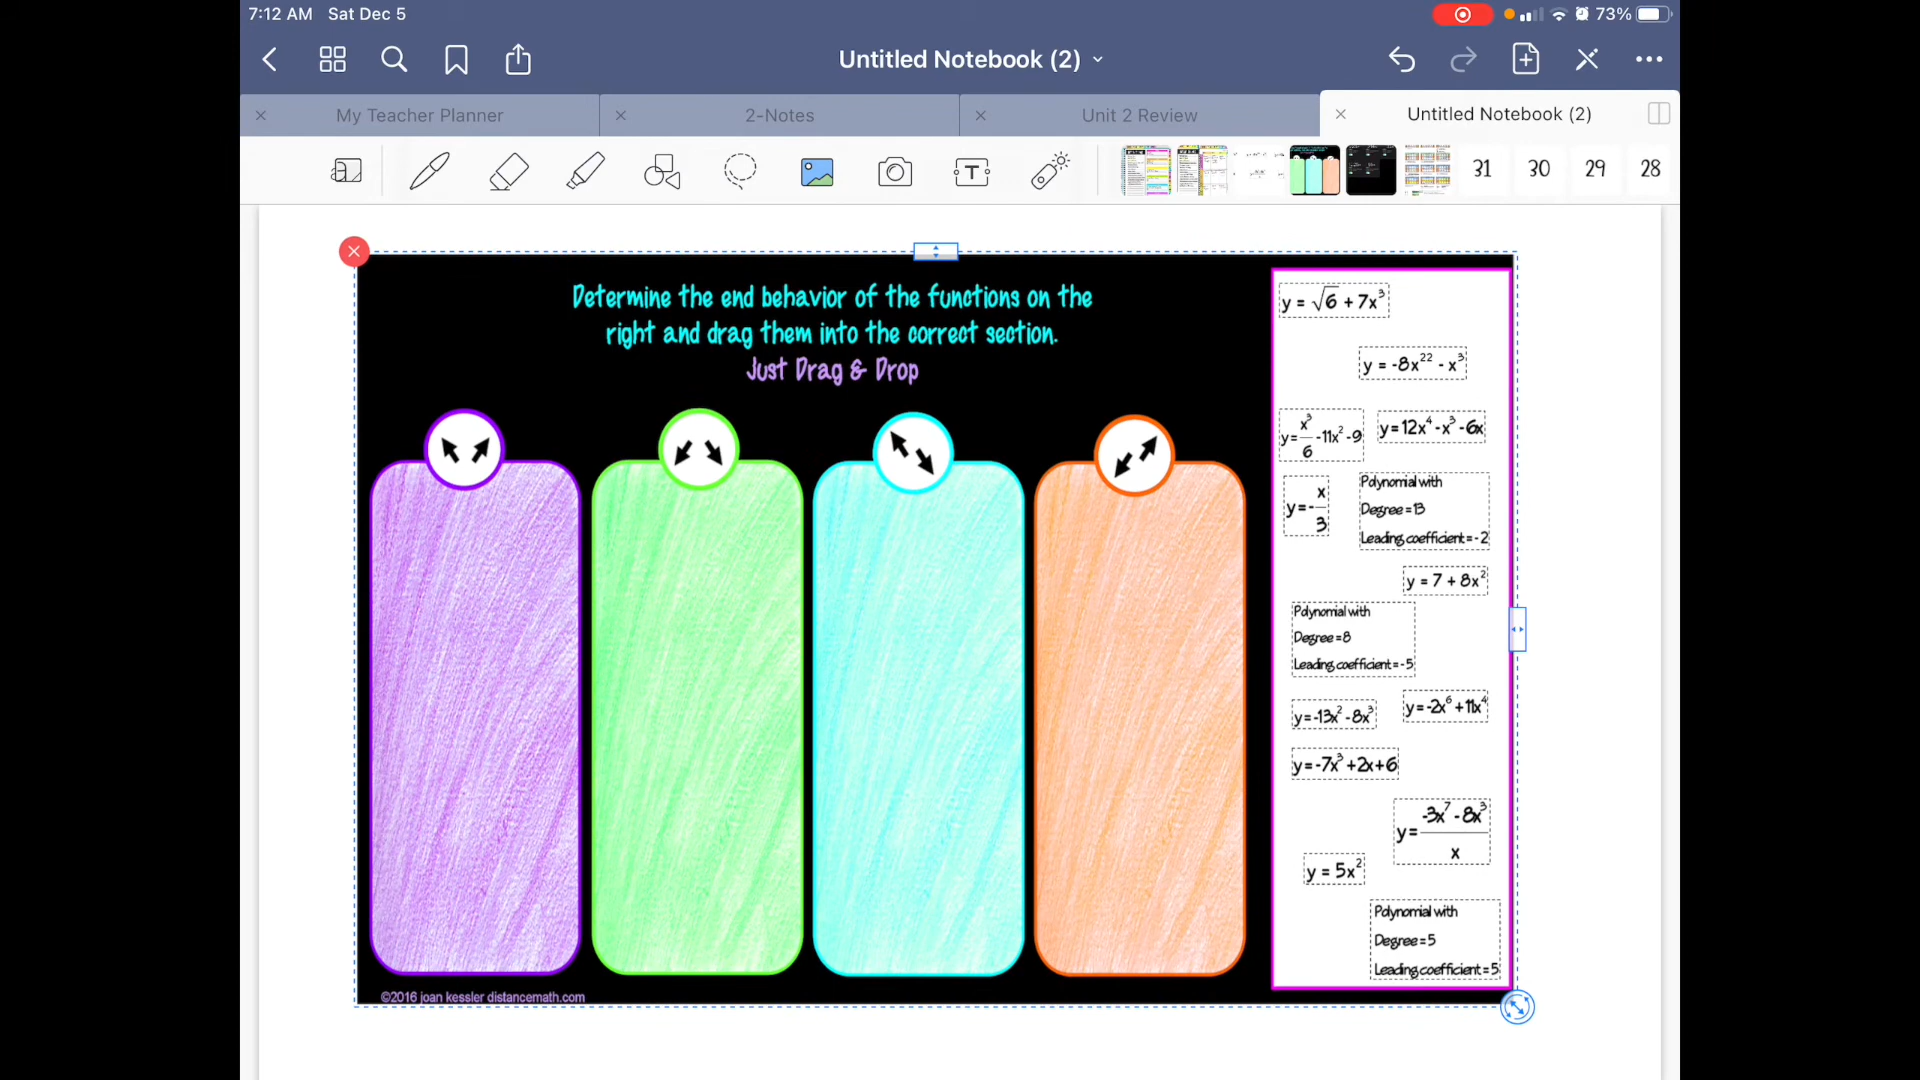 7:12 AM Sat Dec 5
73%
Untitled Notebook (2)
My Teacher Planner
2-Notes
Unit 2 Review
Untitled Notebook (2)
T
31
30
29
28
Determine the end behavior of the functions on the
right and drag them into the correct section.
Just Drag & Drop
y = √6 + 7x³
y = -8x²² - x³
y = x³/6 - 11x² - 9
y = 12x⁴ - x³ - 6x
y = - x/3
Polynomial with
Degree = 13
Leading coefficient = - 2
y = 7 + 8x²
Polynomial with
Degree = 8
Leading coefficient = - 5
y = -13x² - 8x³
y = -2x⁶ + 11x⁴
y = -7x³ + 2x + 6
y = (-3x⁷ - 8x³)/x
y = 5x²
Polynomial with
Degree = 5
Leading coefficient = 5
©2016 joan kessler distancemath.com